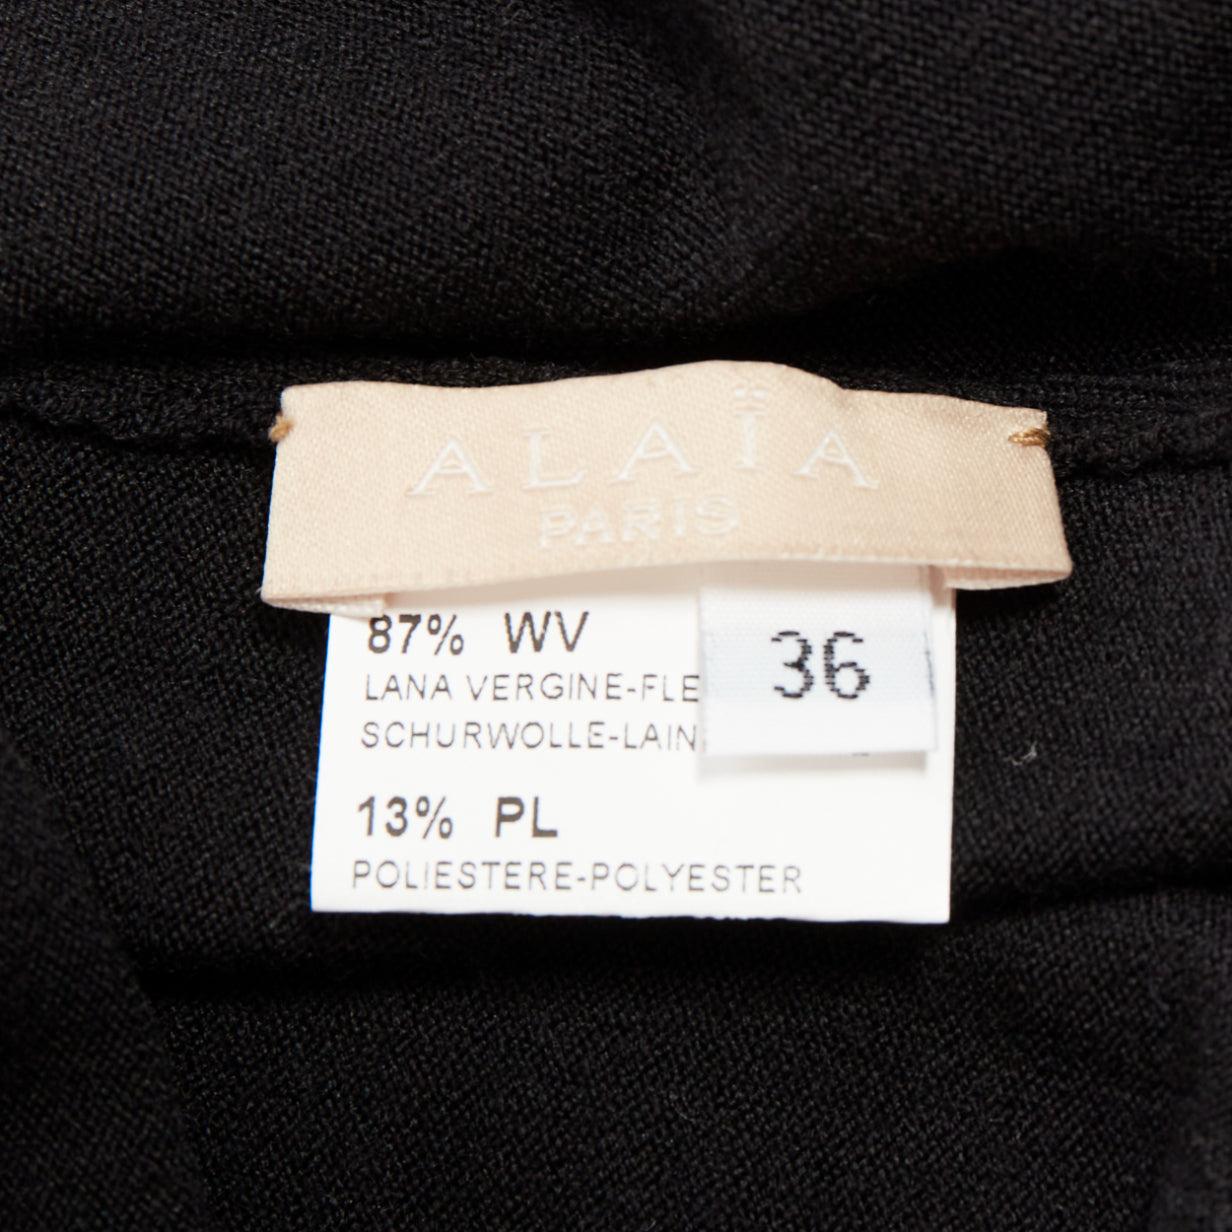 ALAÏA
PARIS
36
87% WV
LANA VERGINE-FLE
SCHURWOLLE-LAIN
13% PL
POLIESTERE-POLYESTER